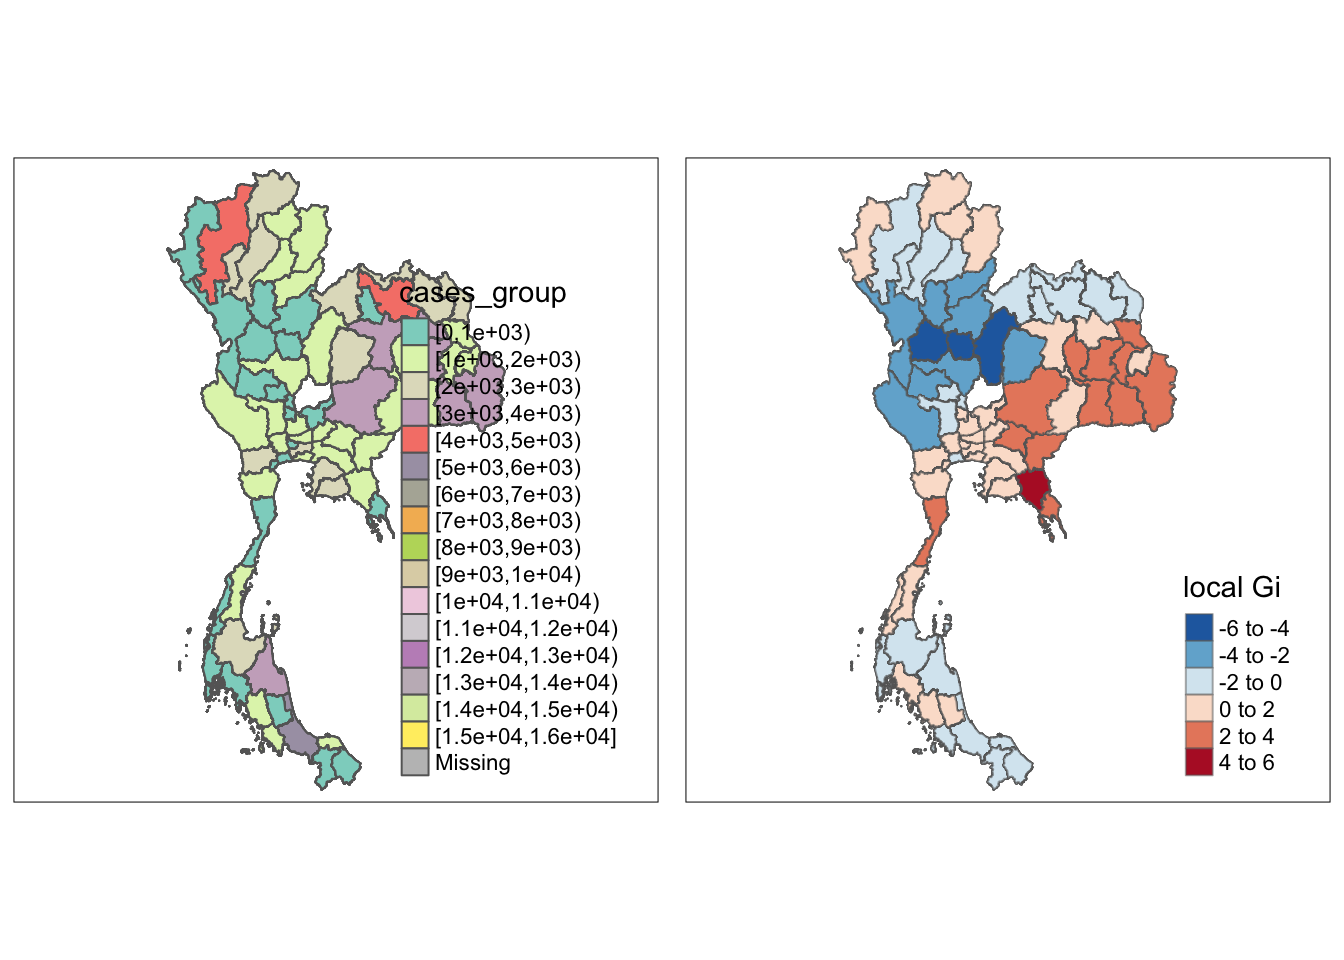 cases_group
[0,1e+03)
[1e+03,2e+03)
[2e+03,3e+03)
[3e+03,4e+03)
[4e+03,5e+03)
[5e+03,6e+03)
[6e+03,7e+03)
[7e+03,8e+03)
[8e+03,9e+03)
[9e+03,1e+04)
[1e+04,1.1e+04)
[1.1e+04,1.2e+04)
[1.2e+04,1.3e+04)
[1.3e+04,1.4e+04)
[1.4e+04,1.5e+04)
[1.5e+04,1.6e+04]
Missing
local Gi
-6 to -4
-4 to -2
-2 to 0
0 to 2
2 to 4
4 to 6